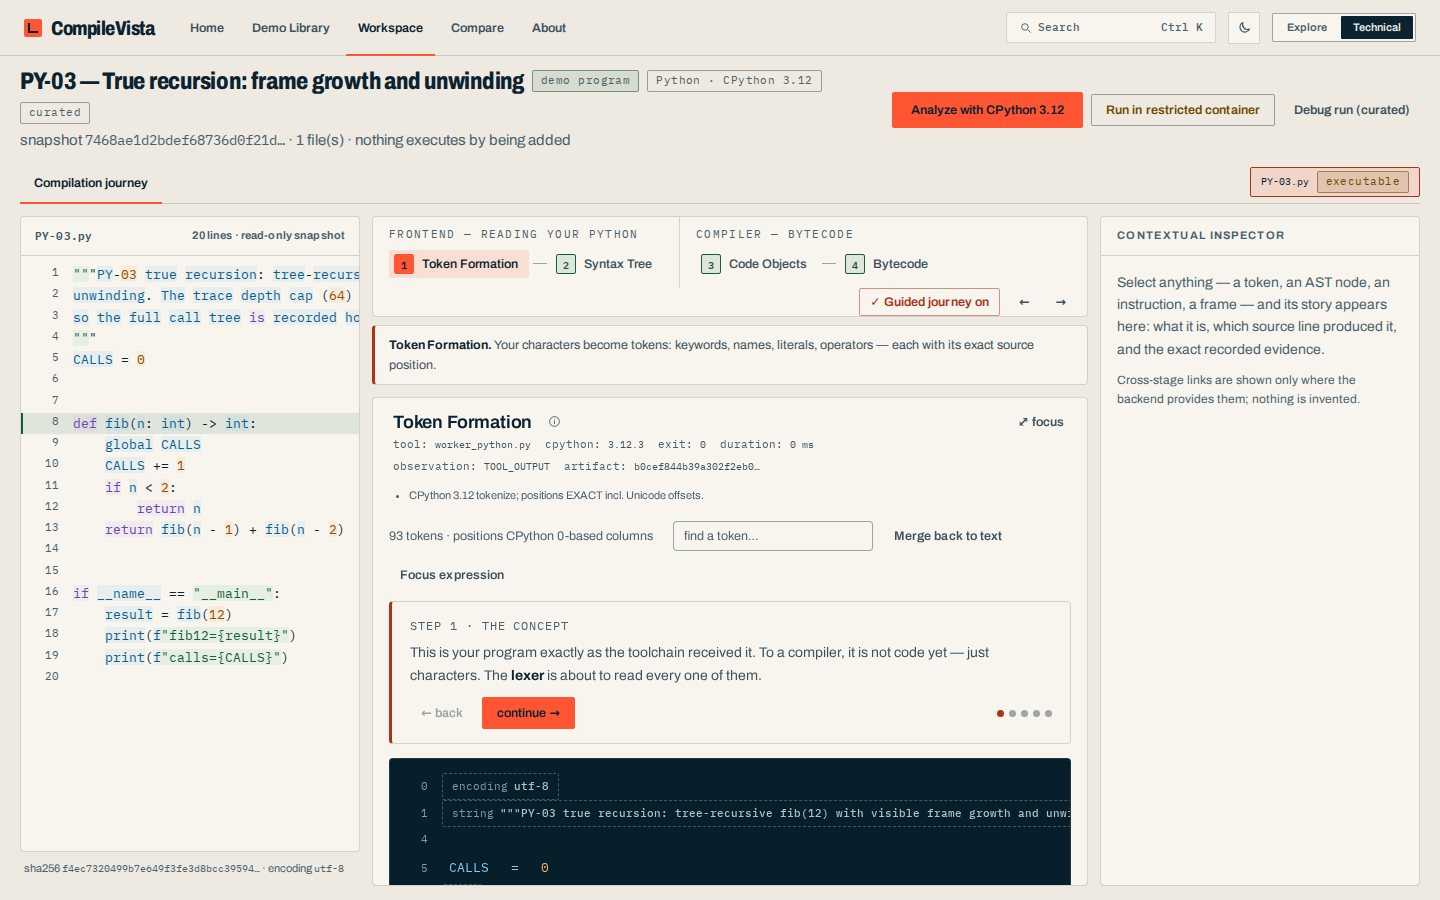 CompileVista
Home
Demo Library
Workspace
Compare
About
Search
Ctrl K
Explore
Technical
PY-03 — True recursion: frame growth and unwinding
demo program
Python · CPython 3.12
curated
snapshot 7468ae1d2bdef68736d0f21d… · 1 file(s) · nothing executes by being added
Analyze with CPython 3.12
Run in restricted container
Debug run (curated)
Compilation journey
PY-03.py
executable
PY-03.py
20 lines · read-only snapshot
1 """PY-03 true recursion: tree-recurs
2 unwinding. The trace depth cap (64)
3 so the full call tree is recorded ho
4 """
5 CALLS = 0
6
7
8 def fib(n: int) -> int:
9     global CALLS
10     CALLS += 1
11     if n < 2:
12         return n
13     return fib(n - 1) + fib(n - 2)
14
15
16 if __name__ == "__main__":
17     result = fib(12)
18     print(f"fib12={result}")
19     print(f"calls={CALLS}")
20
sha256 f4ec7320499b7e649f3fe3d8bcc39594… · encoding utf-8
FRONTEND — READING YOUR PYTHON
1 Token Formation
2 Syntax Tree
COMPILER — BYTECODE
3 Code Objects
4 Bytecode
✓ Guided journey on
←
→
Token Formation. Your characters become tokens: keywords, names, literals, operators — each with its exact source
position.
Token Formation
⤢ focus
tool: worker_python.py cpython: 3.12.3 exit: 0 duration: 0 ms
observation: TOOL_OUTPUT artifact: b0cef844b39a302f2eb0…
• CPython 3.12 tokenize; positions EXACT incl. Unicode offsets.
93 tokens · positions CPython 0-based columns
find a token…
Merge back to text
Focus expression
STEP 1 · THE CONCEPT
This is your program exactly as the toolchain received it. To a compiler, it is not code yet — just
characters. The lexer is about to read every one of them.
← back
continue →
0 encoding utf-8
1 string """PY-03 true recursion: tree-recursive fib(12) with visible frame growth and unwi
4
5 CALLS = 0
CONTEXTUAL INSPECTOR
Select anything — a token, an AST node, an
instruction, a frame — and its story appears
here: what it is, which source line produced it,
and the exact recorded evidence.
Cross-stage links are shown only where the
backend provides them; nothing is invented.